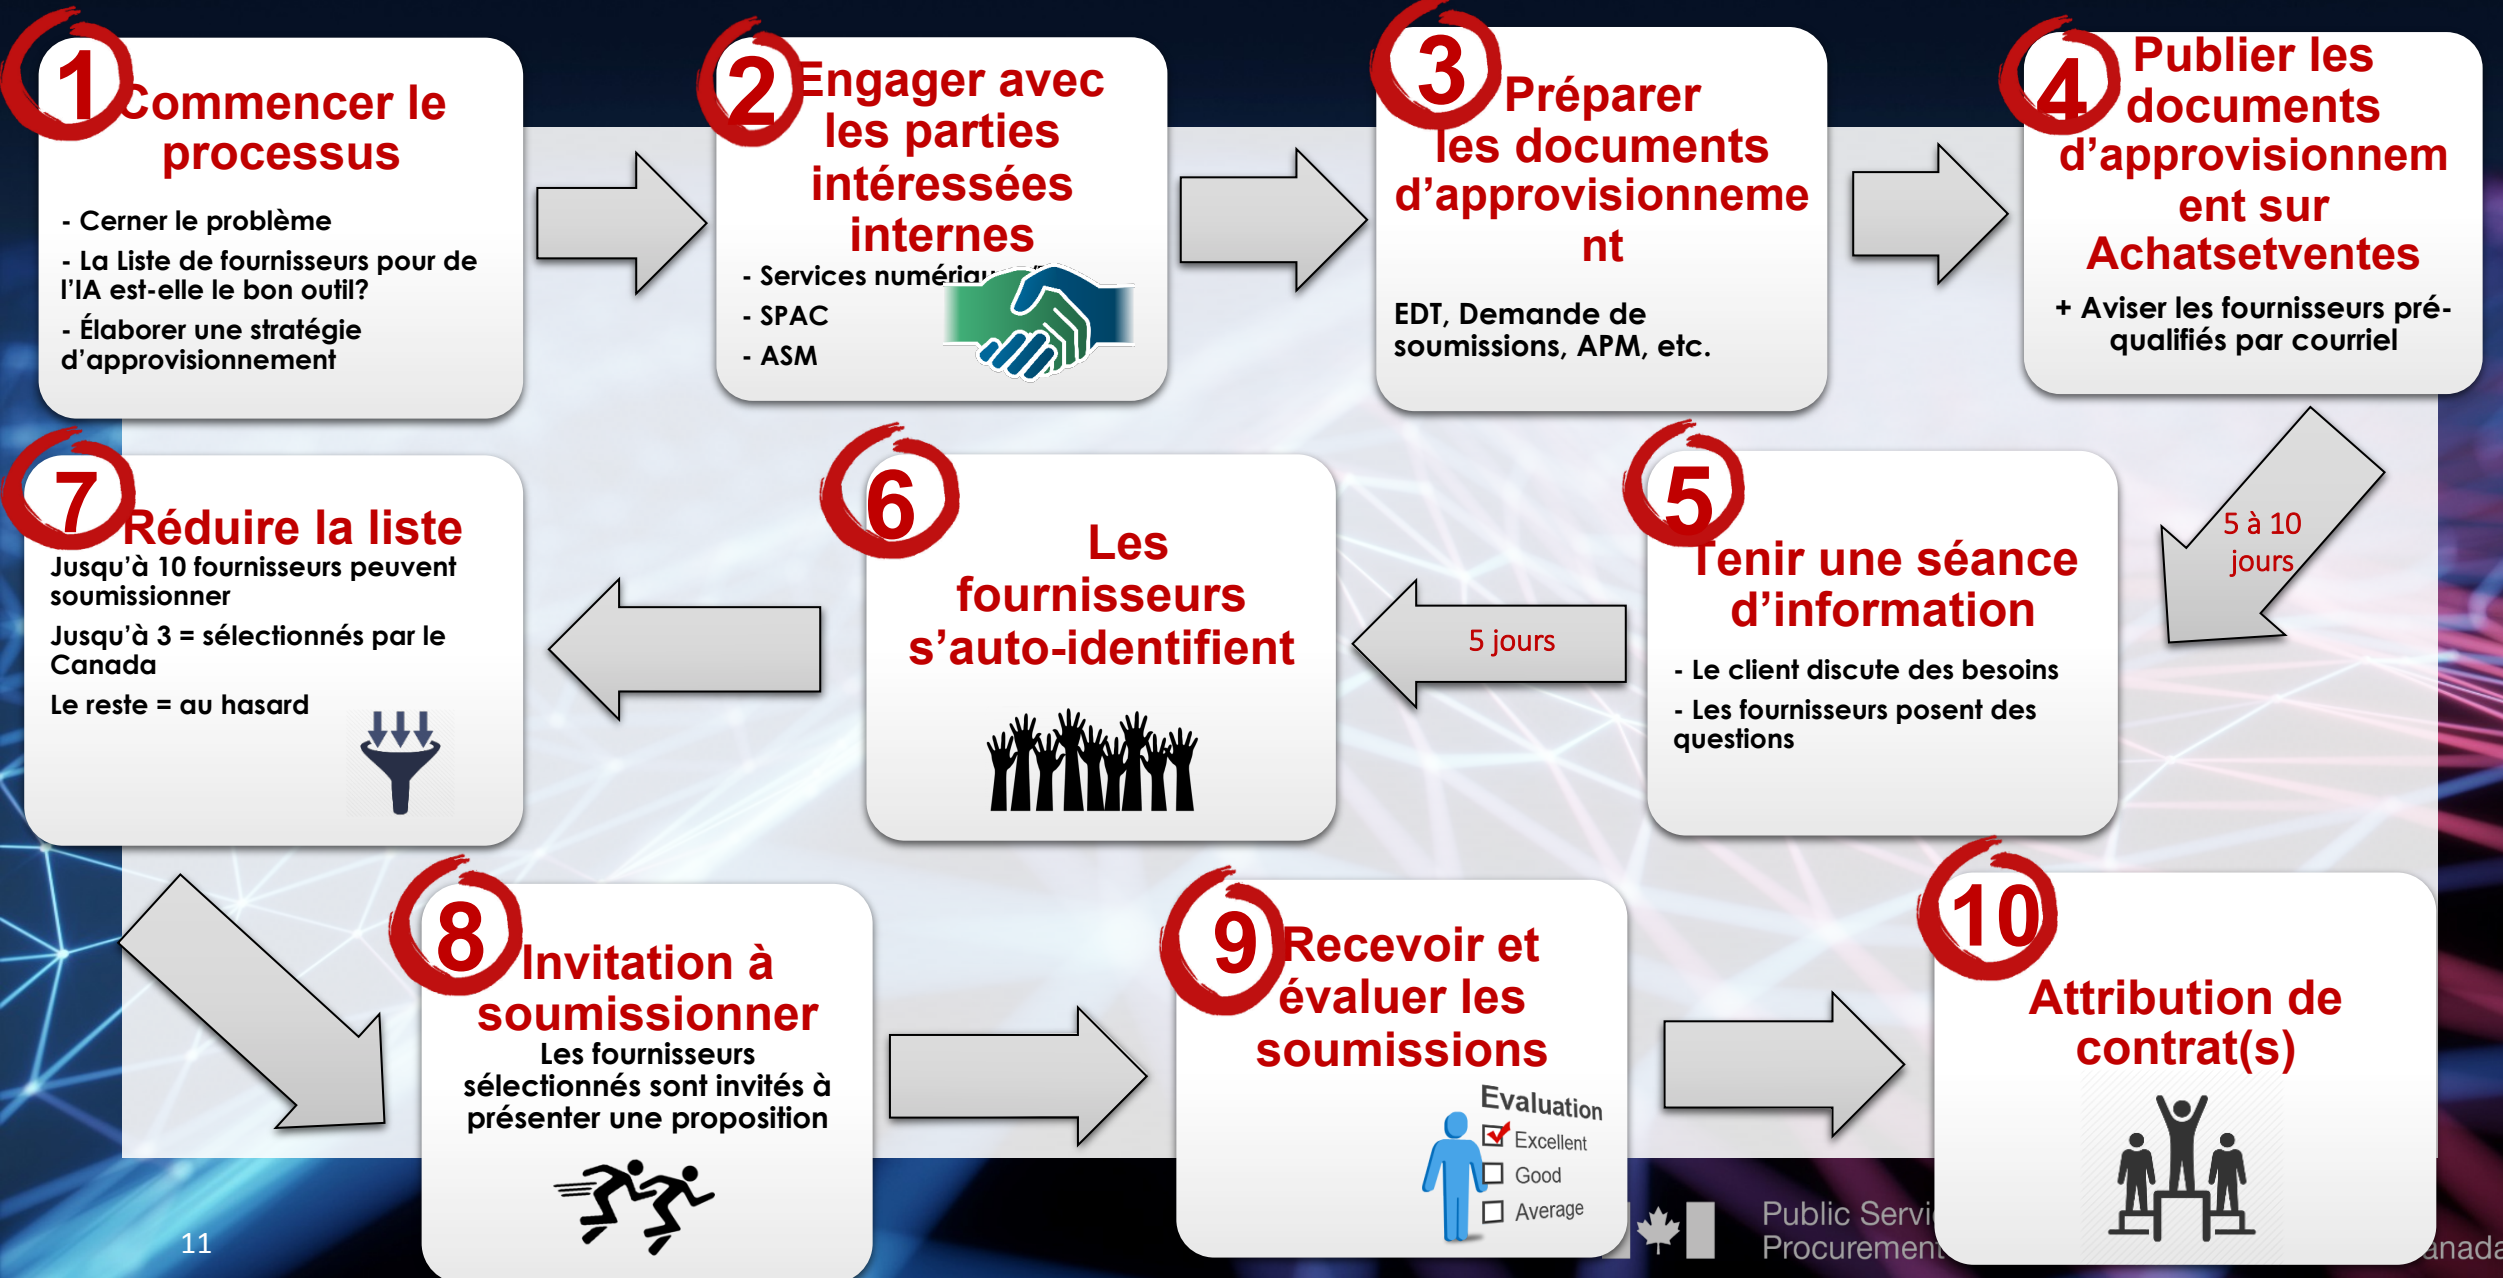 1
Commencer le
processus
- Cerner le problème
- La Liste de fournisseurs pour de
l'IA est-elle le bon outil?
- Élaborer une stratégie
d'approvisionnement
2
Engager avec
les parties
intéressées
internes
- Services
- SPAC
- ASM
3
Préparer
les documents
d'approvisionneme
nt
EDT, Demande de
soumissions, APM, etc.
4
Publier les
documents
d'approvisionnem
ent sur
Achatsetventes
+ Aviser les fournisseurs pré-
qualifiés par courriel
5 à 10
jours
5
Tenir une séance
d'information
- Le client discute des besoins
- Les fournisseurs posent des
questions
5 jours
6
Les
fournisseurs
s'auto-identifient
7
Réduire la liste
Jusqu'à 10 fournisseurs peuvent
soumissionner
Jusqu'à 3 = sélectionnés par le
Canada
Le reste = au hasard
8
Invitation à
soumissionner
Les fournisseurs
sélectionnés sont invités à
présenter une proposition
9
Recevoir et
évaluer les
soumissions
Evaluation
Excellent
Good
Average
10
Attribution de
contrat(s)
11
Public
Procurement